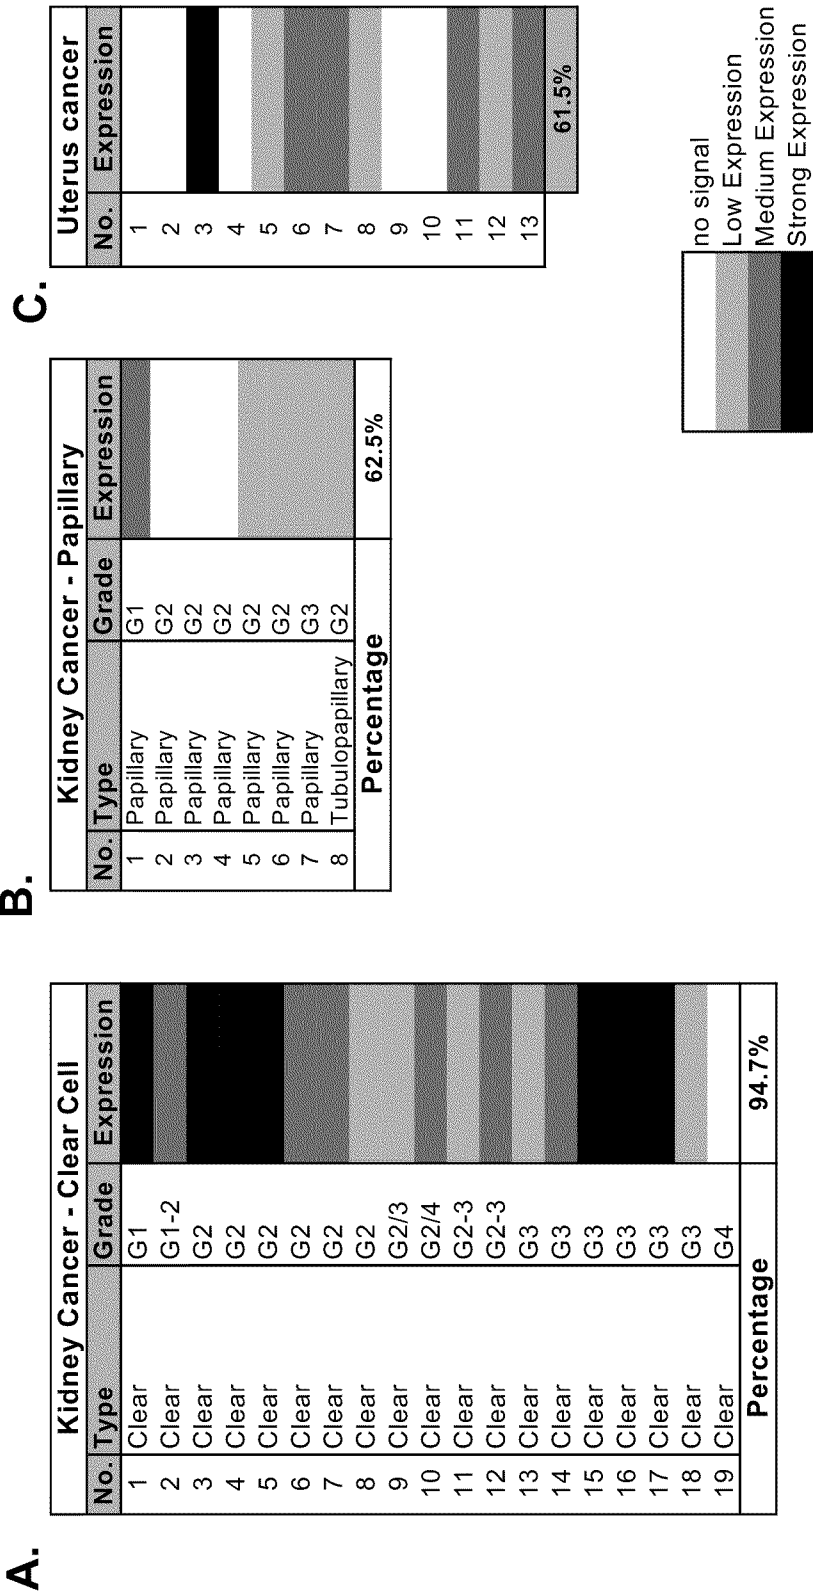 A.
Kidney Cancer - Clear Cell
No. Type Grade Expression
1 Clear G1
2 Clear G1-2
3 Clear G2
4 Clear G2
5 Clear G2
6 Clear G2
7 Clear G2
8 Clear G2
9 Clear G2/3
10 Clear G2/4
11 Clear G2-3
12 Clear G2-3
13 Clear G3
14 Clear G3
15 Clear G3
16 Clear G3
17 Clear G3
18 Clear G3
19 Clear G4
Percentage 94.7%
B.
Kidney Cancer - Papillary
No. Type Grade Expression
1 Papillary G1
2 Papillary G2
3 Papillary G2
4 Papillary G2
5 Papillary G2
6 Papillary G2
7 Papillary G3
8 Tubulopapillary G2
Percentage 62.5%
C.
Uterus cancer
No. Expression
1
2
3
4
5
6
7
8
9
10
11
12
13
61.5%
no signal
Low Expression
Medium Expression
Strong Expression